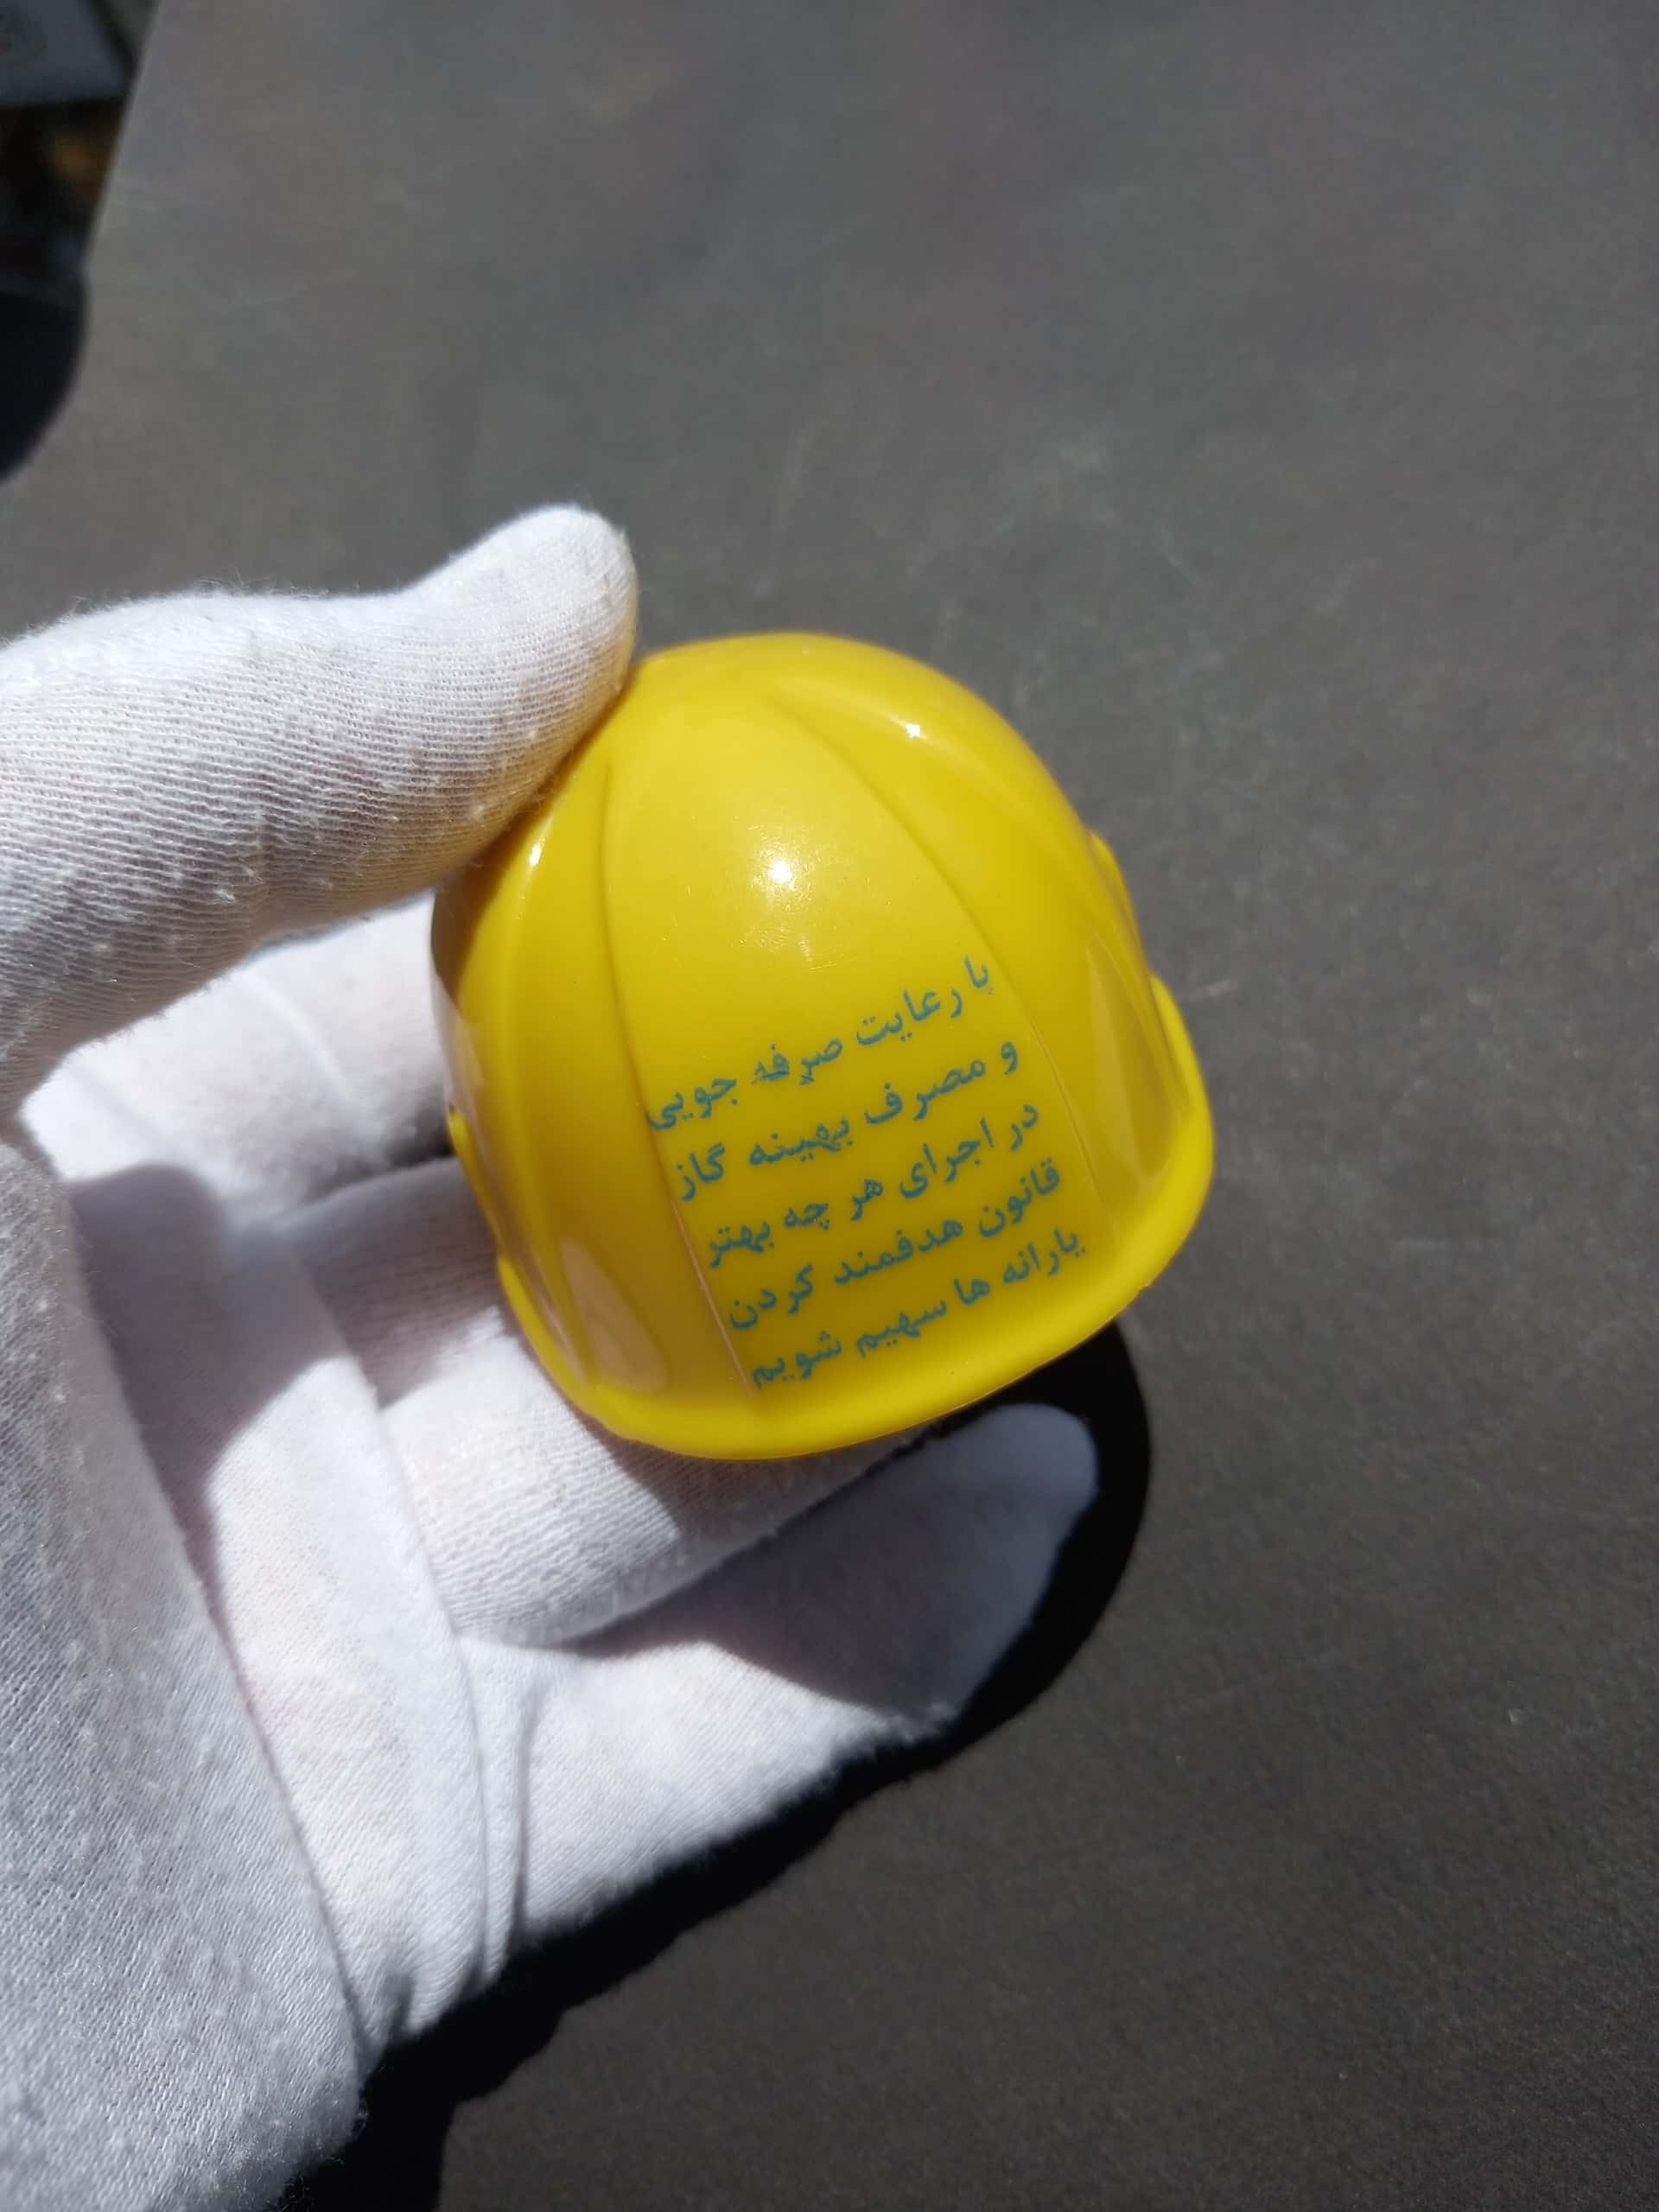 با رعایت صرفه جویی
و مصرف بهینه گاز
در اجرای هر چه بهتر
قانون هدفمند کردن
یارانه ها سهیم شویم